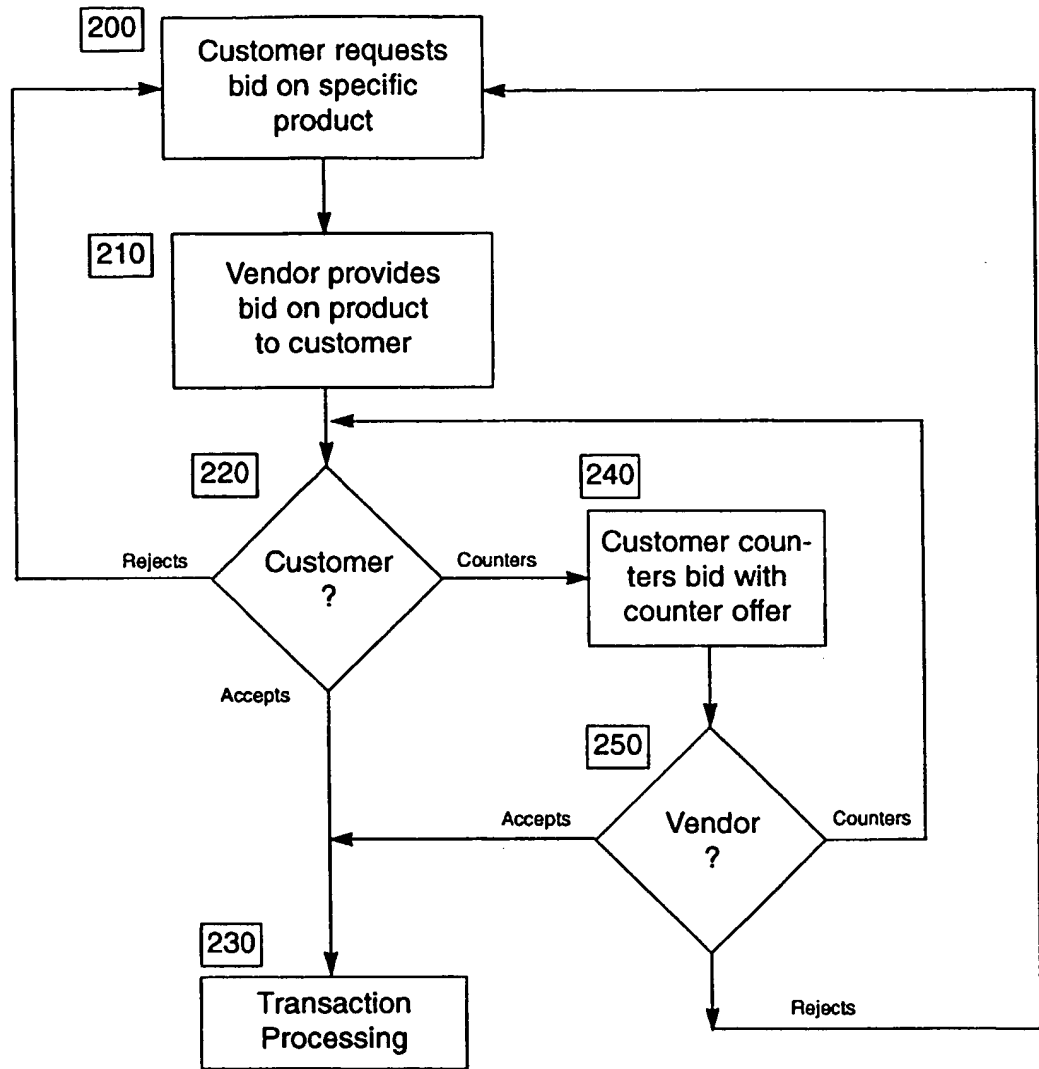 200
Customer requests
bid on specific
product
210
Vendor provides
bid on product
to customer
220
Customer
?
Rejects
Counters
Accepts
240
Customer coun-
ters bid with
counter offer
250
Vendor
?
Accepts
Counters
Rejects
230
Transaction
Processing